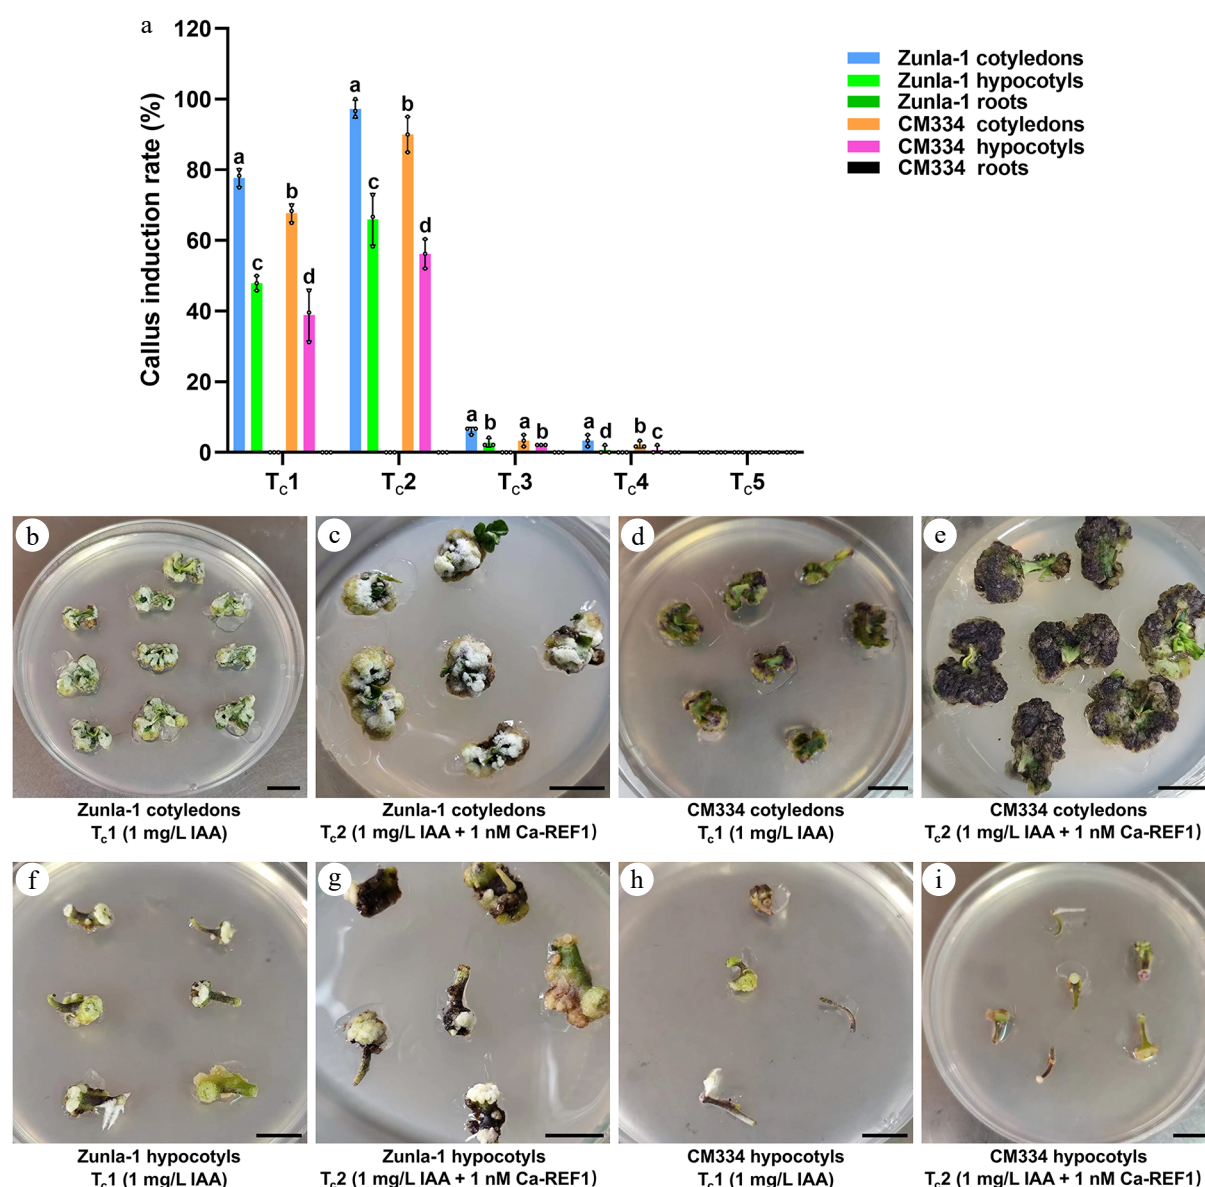 a
120
100
80
60
40
20
0
Callus induction rate (%)
a
c
b
d
a
c
b
d
a
b
a
b
a
d
b
c
Tc1
Tc2
Tc3
Tc4
Tc5
Zunla-1 cotyledons
Zunla-1 hypocotyls
Zunla-1 roots
CM334 cotyledons
CM334 hypocotyls
CM334 roots
b
c
d
e
Zunla-1 cotyledons
Tc1 (1 mg/L IAA)
Zunla-1 cotyledons
Tc2 (1 mg/L IAA + 1 nM Ca-REF1)
CM334 cotyledons
Tc1 (1 mg/L IAA)
CM334 cotyledons
Tc2 (1 mg/L IAA + 1 nM Ca-REF1)
f
g
h
i
Zunla-1 hypocotyls
Tc1 (1 mg/L IAA)
Zunla-1 hypocotyls
Tc2 (1 mg/L IAA + 1 nM Ca-REF1)
CM334 hypocotyls
Tc1 (1 mg/L IAA)
CM334 hypocotyls
Tc2 (1 mg/L IAA + 1 nM Ca-REF1)